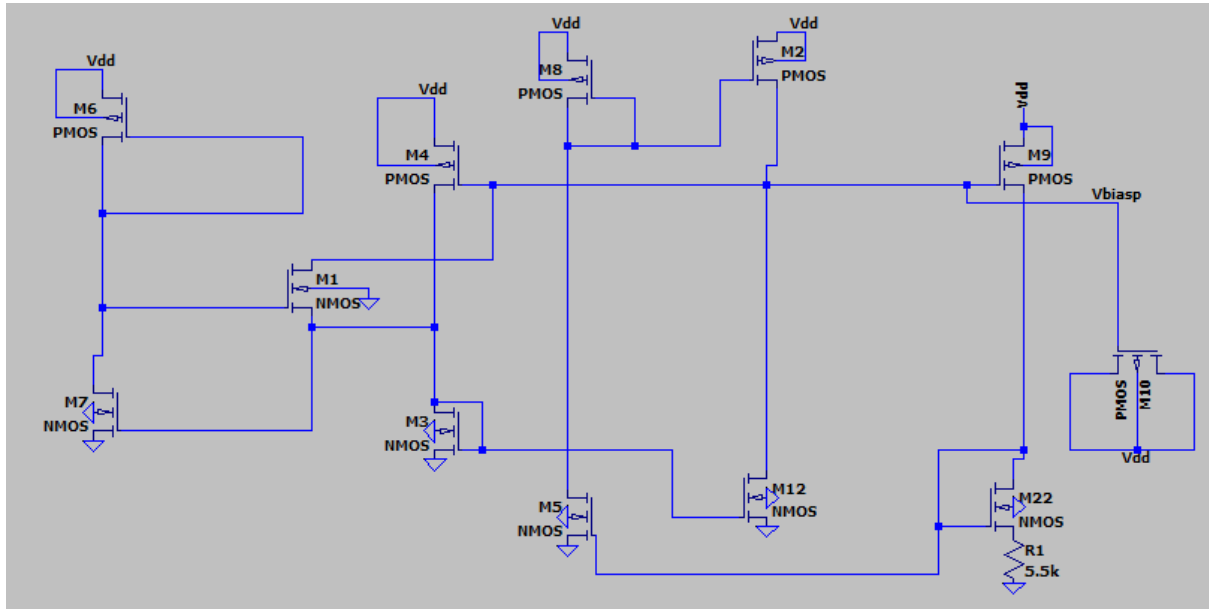 Vdd
M6
PMOS
Vdd
M4
PMOS
Vdd
M8
PMOS
Vdd
M2
PMOS
Vdd
M9
PMOS
Vbiasp
M1
NMOS
M7
NMOS
M3
NMOS
M5
NMOS
M12
NMOS
M22
NMOS
R1
5.5k
PMOS
M10
Vdd